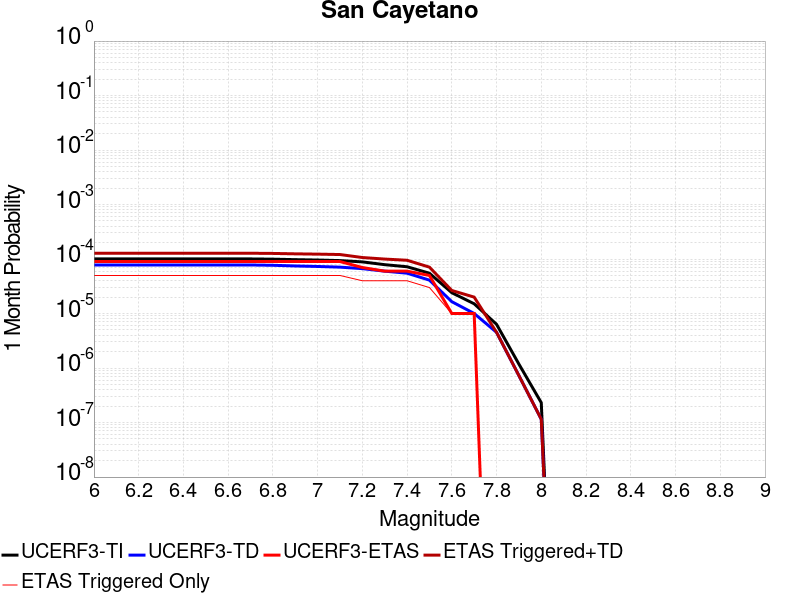 San Cayetano
10^0
10^-1
10^-2
10^-3
10^-4
10^-5
10^-6
10^-7
10^-8
1 Month Probability
6 6.2 6.4 6.6 6.8 7 7.2 7.4 7.6 7.8 8 8.2 8.4 8.6 8.8 9
Magnitude
UCERF3-TI UCERF3-TD UCERF3-ETAS ETAS Triggered+TD
ETAS Triggered Only